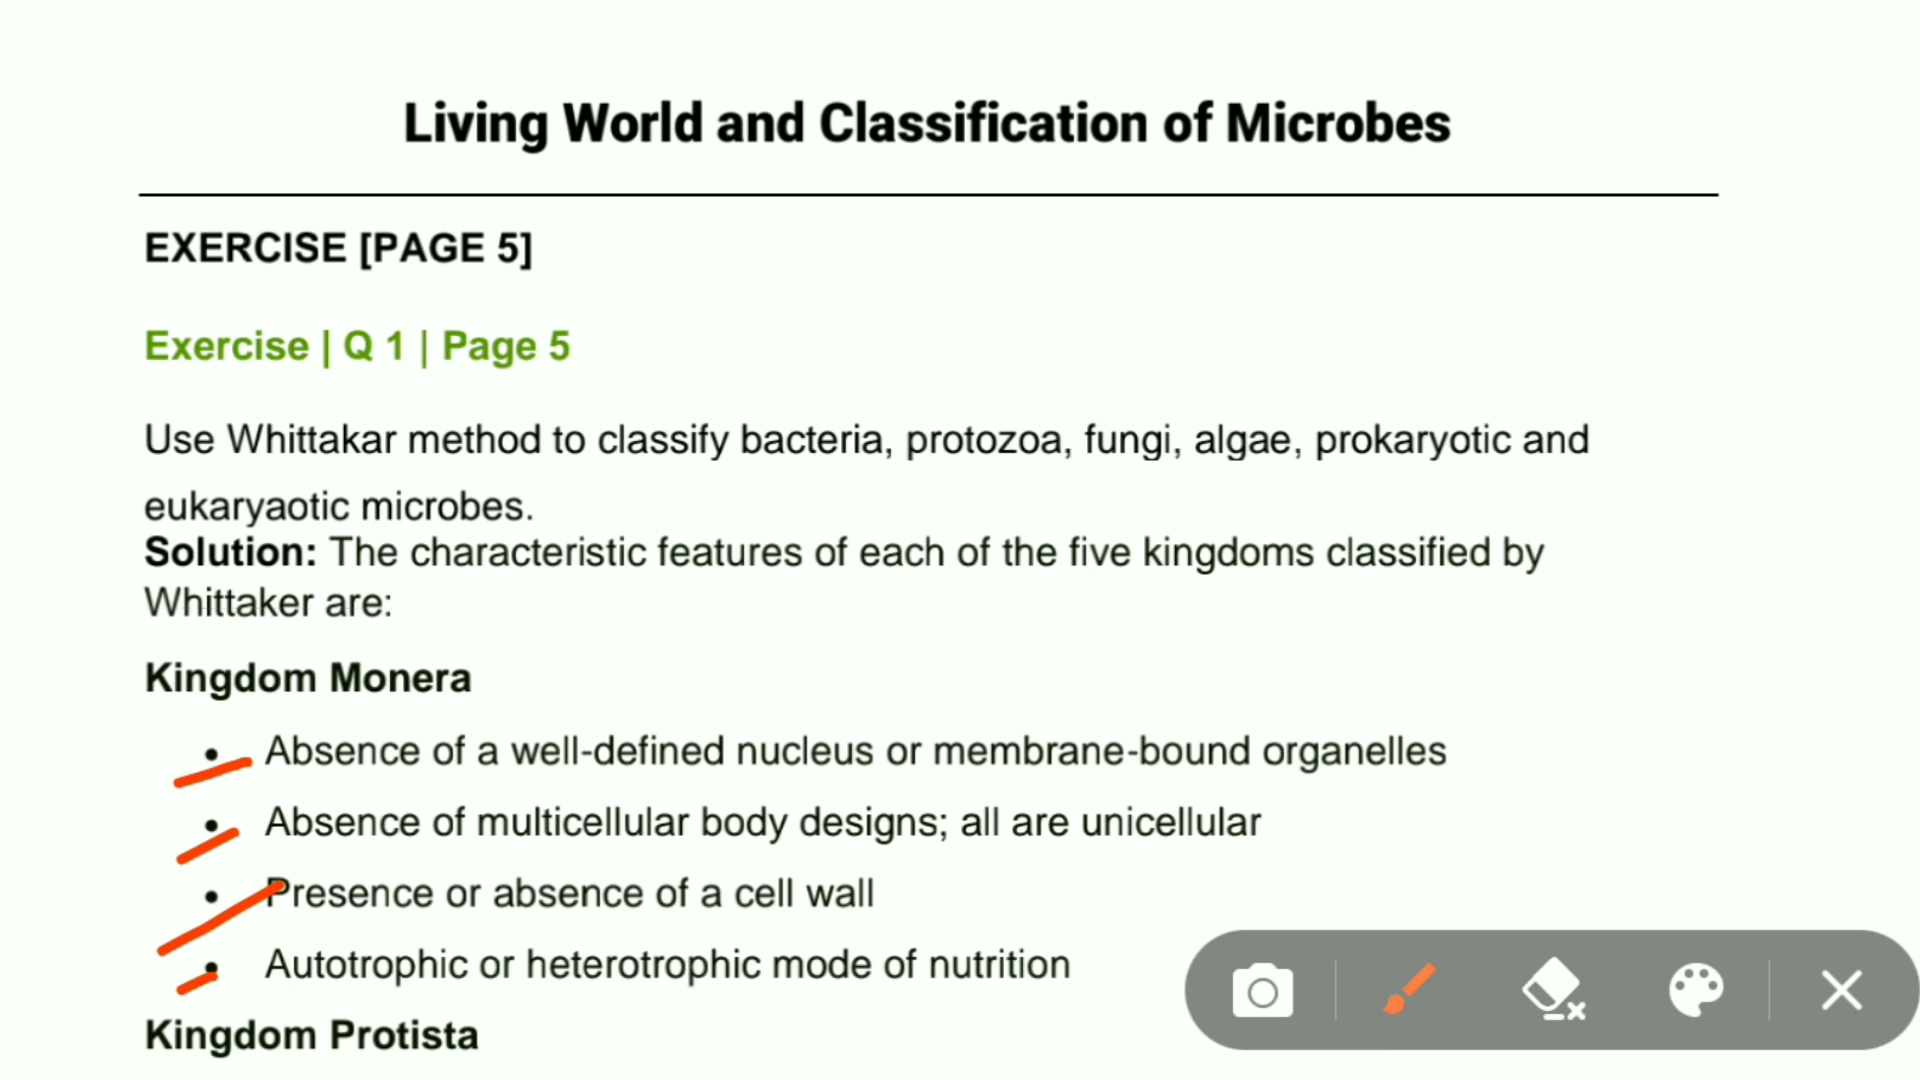 Living World and Classification of Microbes
EXERCISE [PAGE 5]
Exercise | Q 1 | Page 5
Use Whittakar method to classify bacteria, protozoa, fungi, algae, prokaryotic and
eukaryaotic microbes.
Solution: The characteristic features of each of the five kingdoms classified by
Whittaker are:
Kingdom Monera
• Absence of a well-defined nucleus or membrane-bound organelles
• Absence of multicellular body designs; all are unicellular
• Presence or absence of a cell wall
• Autotrophic or heterotrophic mode of nutrition
Kingdom Protista